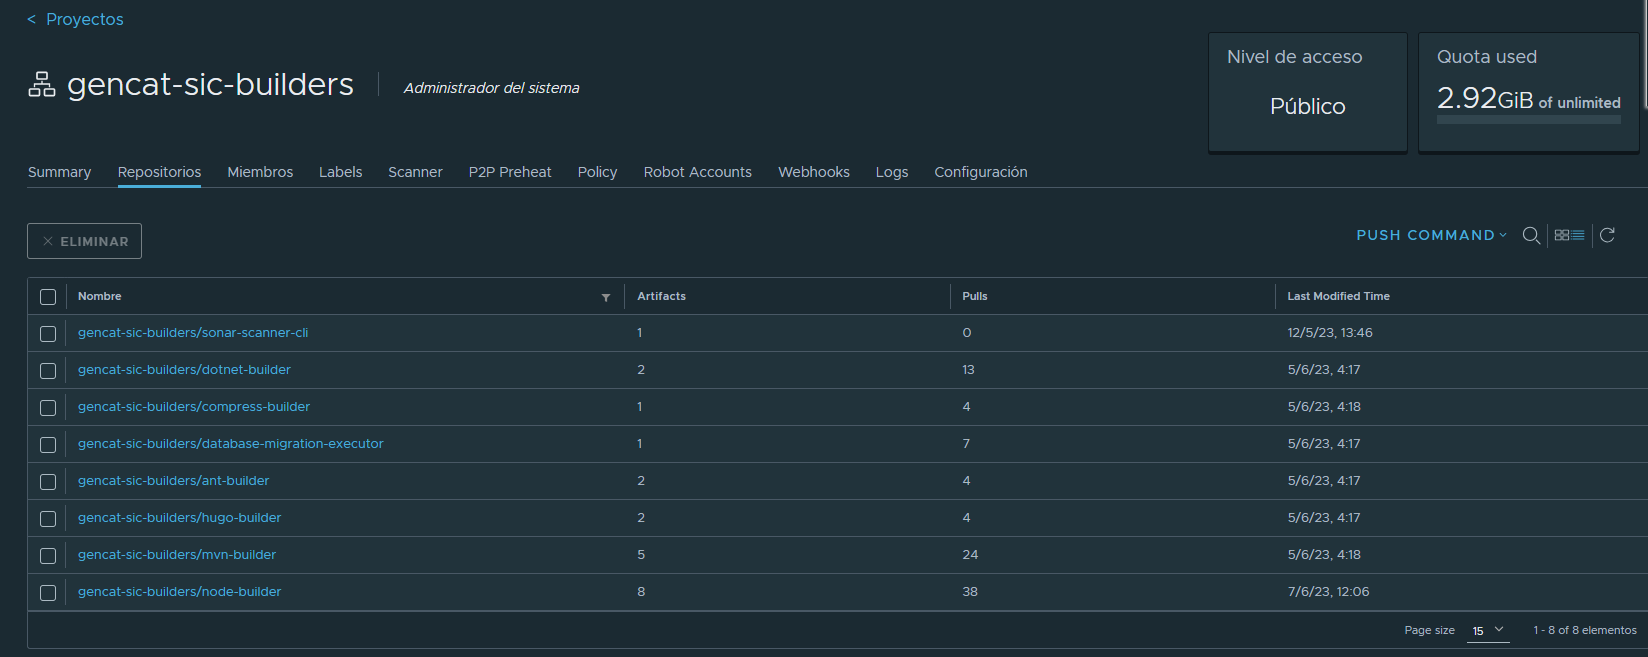 < Proyectos
gencat-sic-builders Administrador del sistema
Nivel de acceso
Público
Quota used
2.92GiB of unlimited
Summary Repositorios Miembros Labels Scanner P2P Preheat Policy Robot Accounts Webhooks Logs Configuración
× ELIMINAR
PUSH COMMAND
Nombre Artifacts Pulls Last Modified Time
gencat-sic-builders/sonar-scanner-cli 1 0 12/5/23, 13:46
gencat-sic-builders/dotnet-builder 2 13 5/6/23, 4:17
gencat-sic-builders/compress-builder 1 4 5/6/23, 4:18
gencat-sic-builders/database-migration-executor 1 7 5/6/23, 4:17
gencat-sic-builders/ant-builder 2 4 5/6/23, 4:17
gencat-sic-builders/hugo-builder 2 4 5/6/23, 4:17
gencat-sic-builders/mvn-builder 5 24 5/6/23, 4:18
gencat-sic-builders/node-builder 8 38 7/6/23, 12:06
Page size 15 1 - 8 of 8 elementos